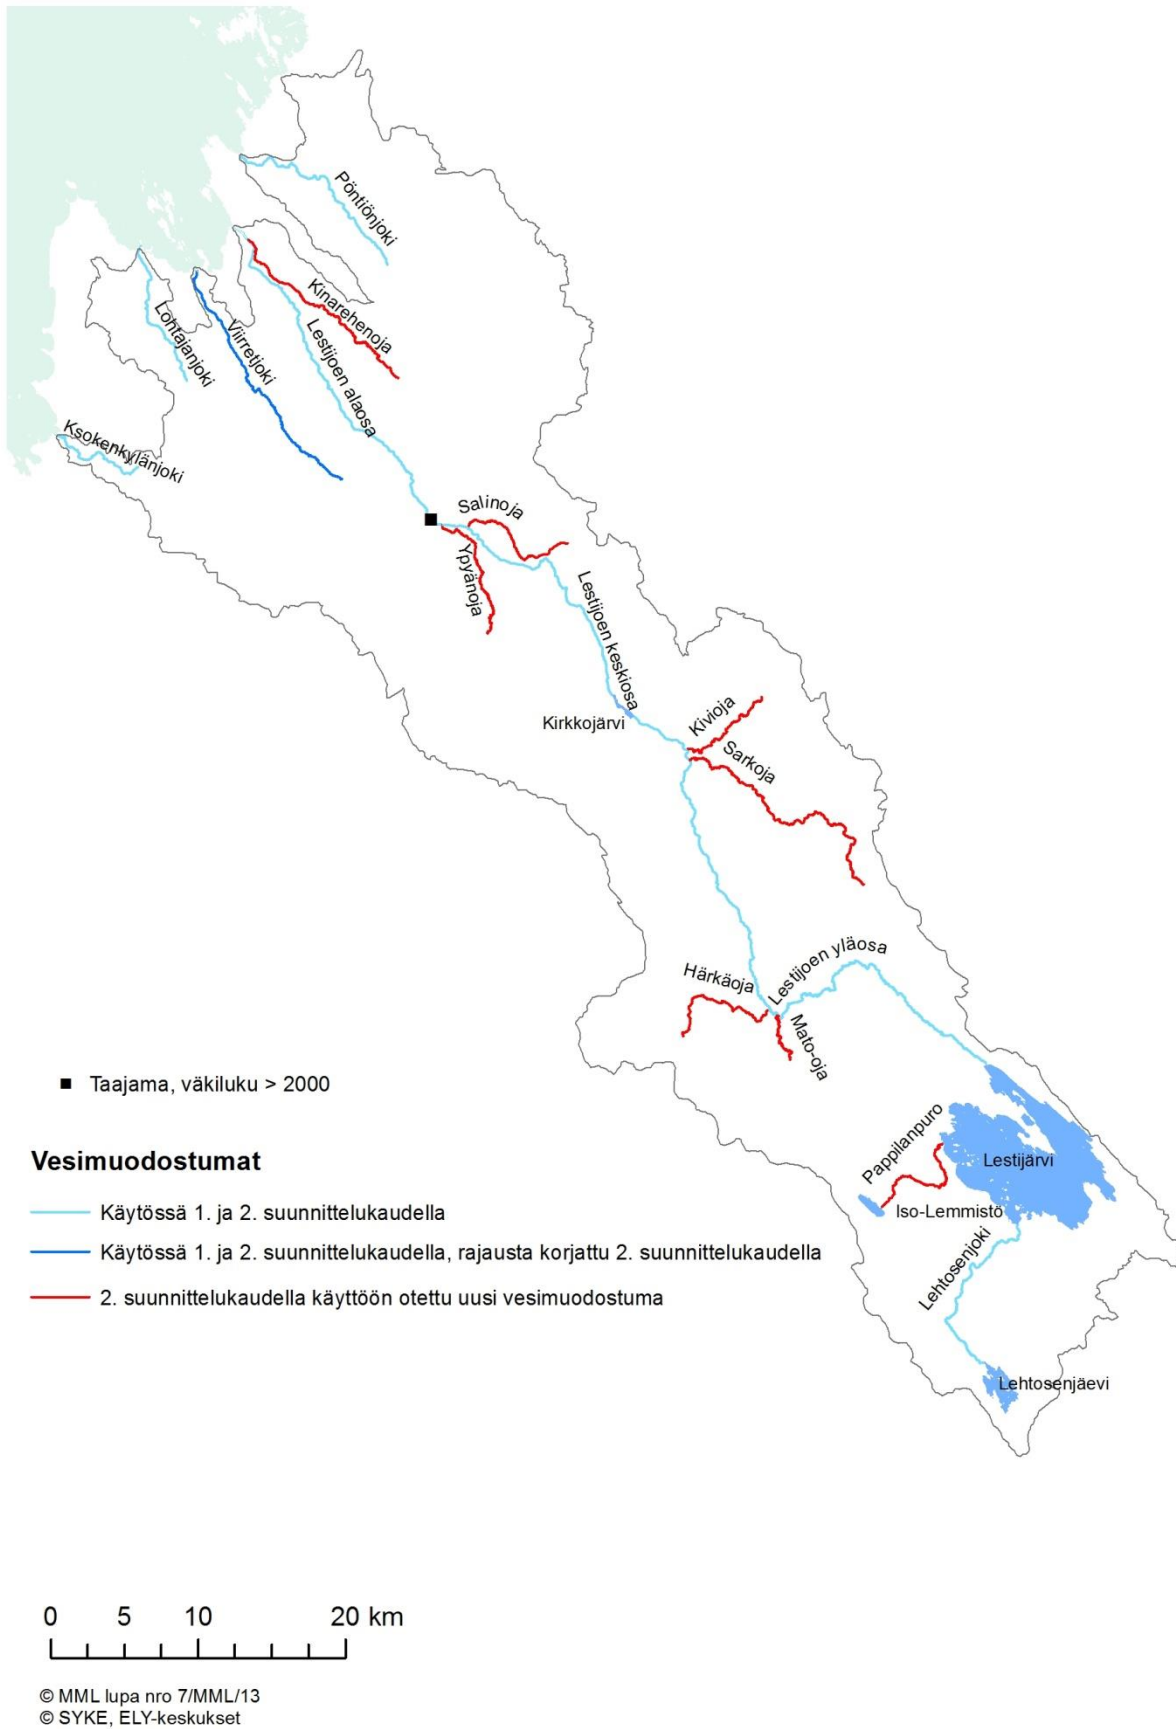 Pöntiönjoki
Kinarehenoja
Lohtajanjoki
Viirretjoki
Lestijoen alaosa
Ksokenkylänjoki
Salinoja
Ypyänoja
Lestijoen keskiosa
Kirkkojärvi
Kivioja
Sarkoja
Lestijoen yläosa
Härkäoja
Mato-oja
Taajama, väkiluku > 2000
Pappilanpuro
Lestijärvi
Vesimuodostumat
Iso-Lemmistö
Käytössä 1. ja 2. suunnittelukaudella
Käytössä 1. ja 2. suunnittelukaudella, rajausta korjattu 2. suunnittelukaudella
Lehtosenjoki
2. suunnittelukaudella käyttöön otettu uusi vesimuodostuma
Lehtosenjäevi
0 5 10 20 km
© MML lupa nro 7/MML/13
© SYKE, ELY-keskukset